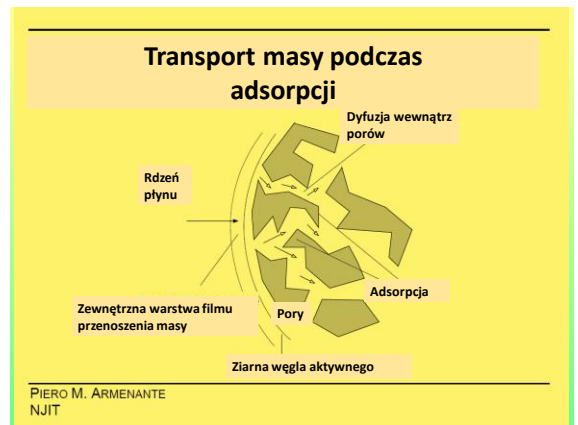 Transport masy podczas
adsorpcji
Dyfuzja wewnątrz
porów
Rdzeń
płynu
Adsorpcja
Zewnętrzna warstwa filmu
przenoszenia masy
Pory
Ziarna węgla aktywnego
PIERO M. ARMENANTE
NJIT